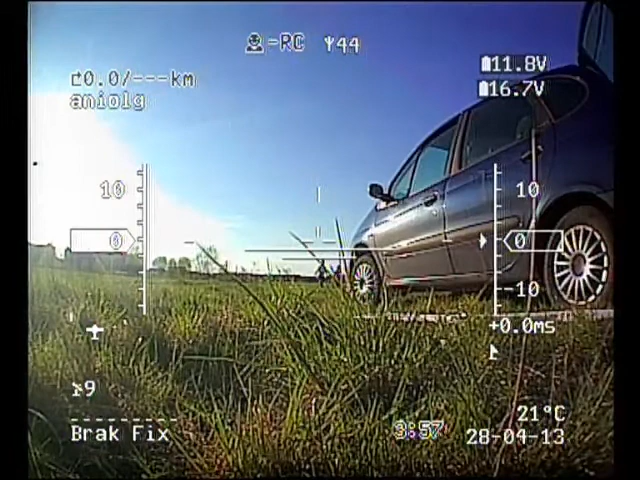 -RC 44
11.8V
0.0/---km
16.7V
aniolg
10 10
0 0
-10
+0.0ms
9
21°C
Brak Fix 3:57 28-04-13